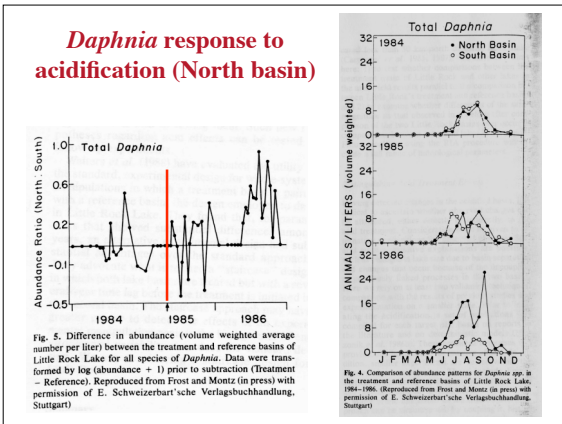 Daphnia response to
acidification (North basin)
Total Daphnia
Abundance Ratio (North: South)
1.0
0.6
0.2
-0.1
-0.5
1984
1985
1986
Fig. 5. Difference in abundance (volume weighted average
number per liter) between the treatment and reference basins of
Little Rock Lake for all species of Daphnia. Data were trans-
formed by log (abundance + 1) prior to subtraction (Treatment
– Reference). Reproduced from Frost and Montz (in press) with
permission of E. Schweizerbart'sche Verlagsbuchhandlung,
Stuttgart)
Total Daphnia
1984
North Basin
South Basin
32
24
16
8
0
1985
32
24
16
8
0
1986
32
24
16
8
0
ANIMALS/LITERS (volume weighted)
J F M A M J J A S O N D
Fig. 4. Comparison of abundance patterns for Daphnia spp. in
the treatment and reference basins of Little Rock Lake,
1984–1986. (Reproduced from Frost and Montz (in press) with
permission of E. Schweizerbart'sche Verlagsbuchhandlung,
Stuttgart)